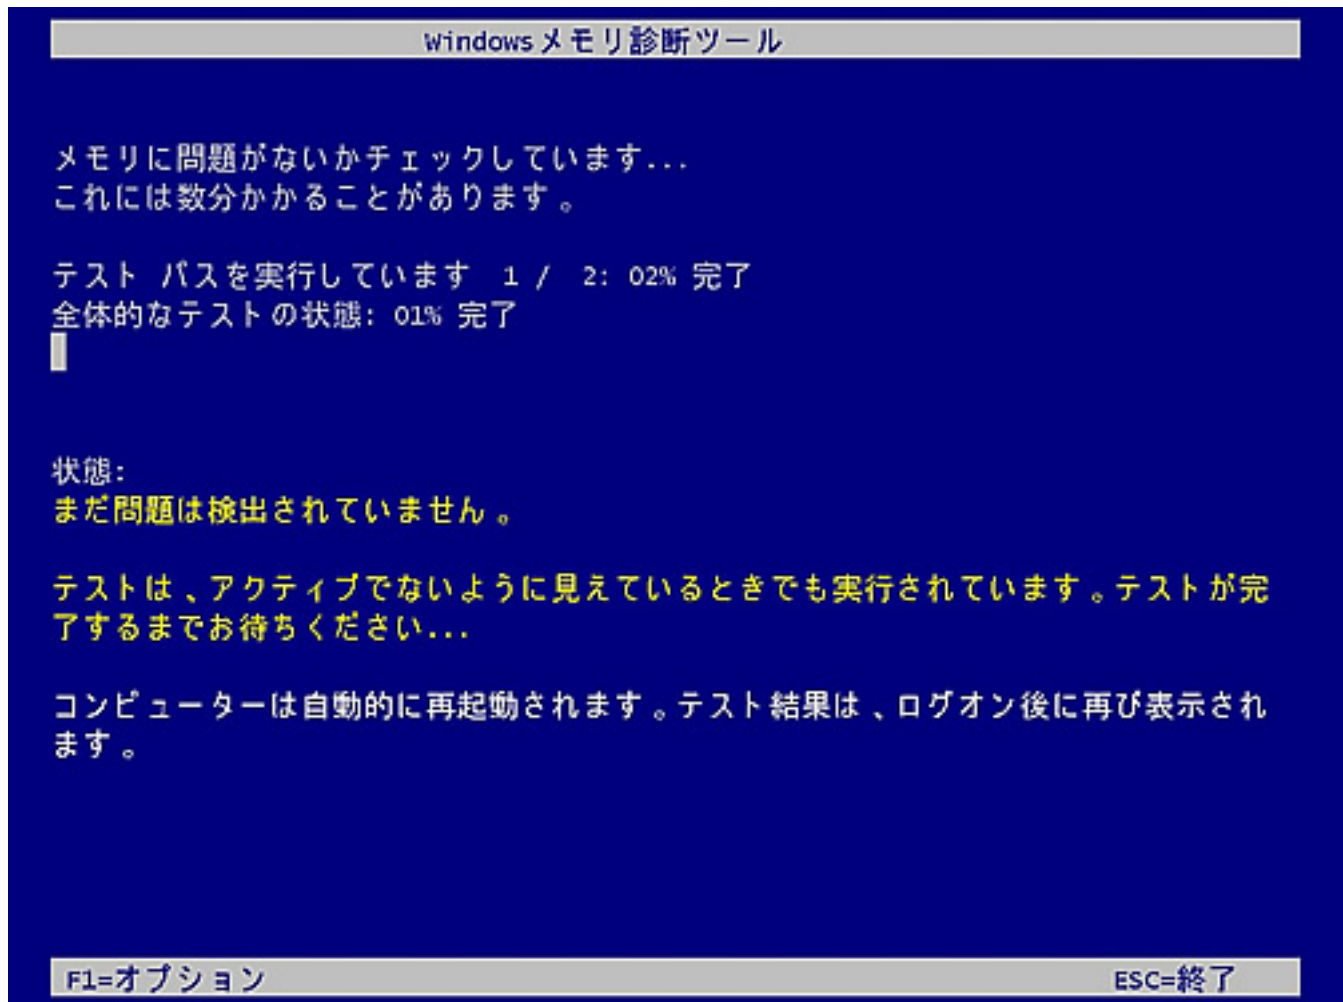 Windowsメモリ診断ツール
メモリに問題がないかチェックしています...
これには数分かかることがあります。
テスト パスを実行しています 1 / 2: 02% 完了
全体的なテストの状態: 01% 完了
状態:
まだ問題は検出されていません。
テストは、アクティブでないように見えているときでも実行されています。テストが完
了するまでお待ちください...
コンピューターは自動的に再起動されます。テスト結果は、ログオン後に再び表示され
ます。
F1=オプション ESC=終了